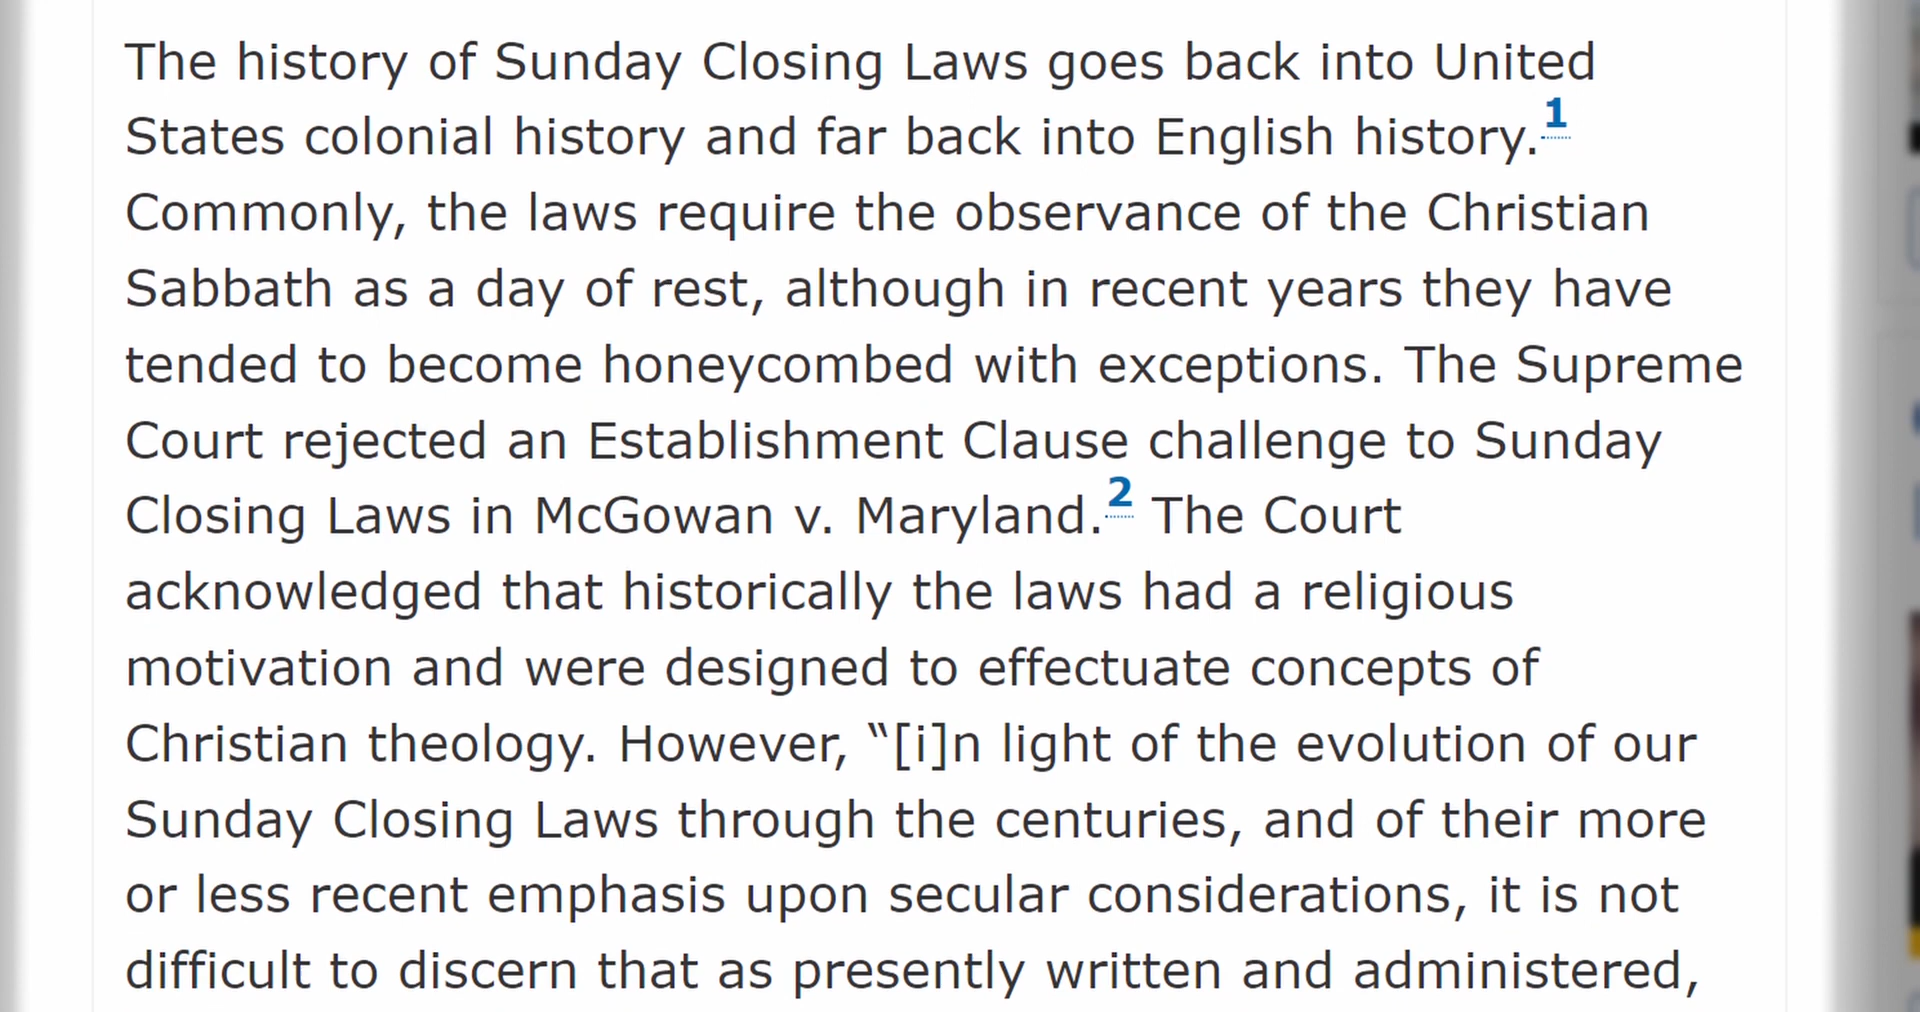 The history of Sunday Closing Laws goes back into United
States colonial history and far back into English history.1
Commonly, the laws require the observance of the Christian
Sabbath as a day of rest, although in recent years they have
tended to become honeycombed with exceptions. The Supreme
Court rejected an Establishment Clause challenge to Sunday
Closing Laws in McGowan v. Maryland.2 The Court
acknowledged that historically the laws had a religious
motivation and were designed to effectuate concepts of
Christian theology. However, “[i]n light of the evolution of our
Sunday Closing Laws through the centuries, and of their more
or less recent emphasis upon secular considerations, it is not
difficult to discern that as presently written and administered,